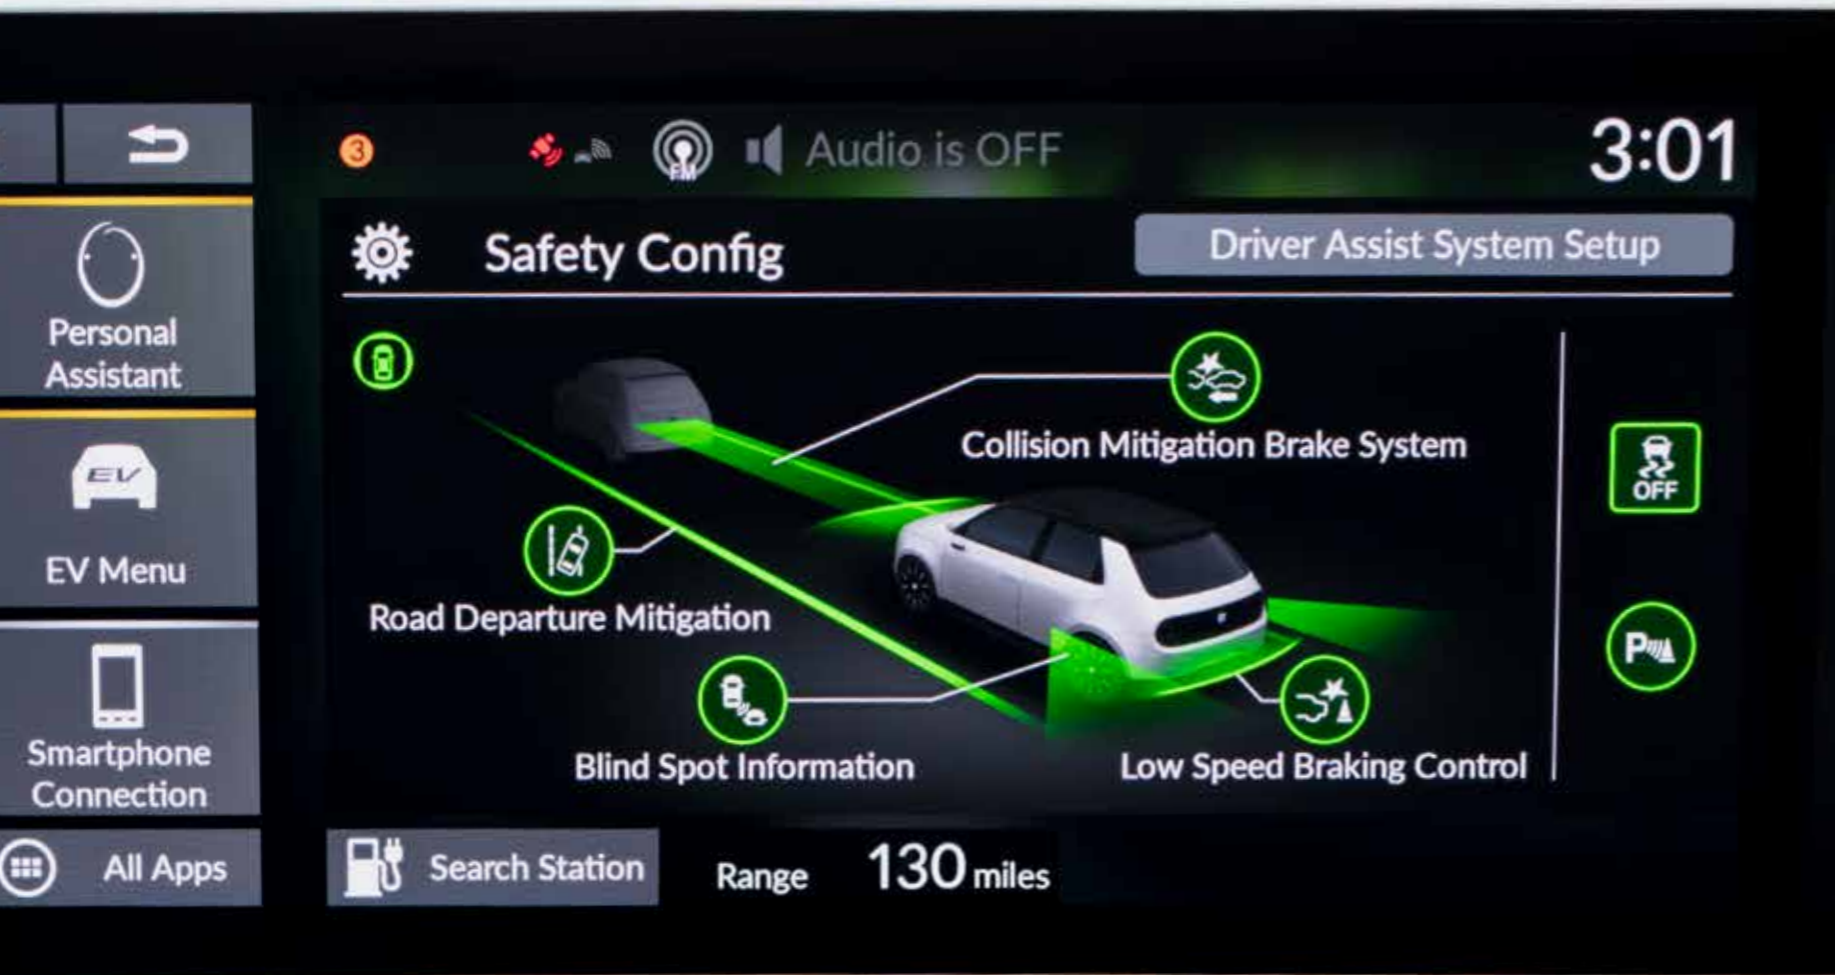 3
FM
Audio is OFF
3:01
Safety Config
Driver Assist System Setup
Personal
Assistant
Collision Mitigation Brake System
EV
OFF
EV Menu
Road Departure Mitigation
P
Smartphone
Connection
Blind Spot Information
Low Speed Braking Control
All Apps
Search Station
Range 130 miles